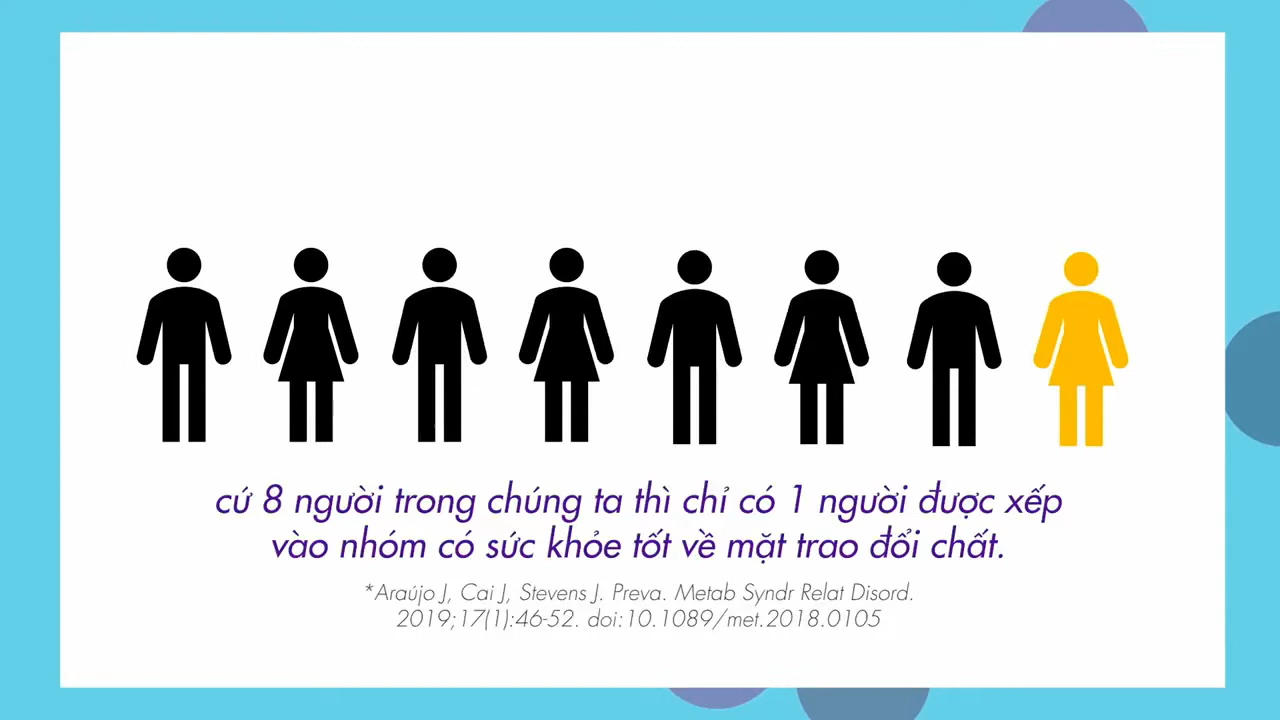 cứ 8 người trong chúng ta thì chỉ có 1 người được xếp
vào nhóm có sức khỏe tốt về mặt trao đổi chất.
*Araújo J, Cai J, Stevens J. Preva. Metab Syndr Relat Disord.
2019;17(1):46-52. doi:10.1089/met.2018.0105